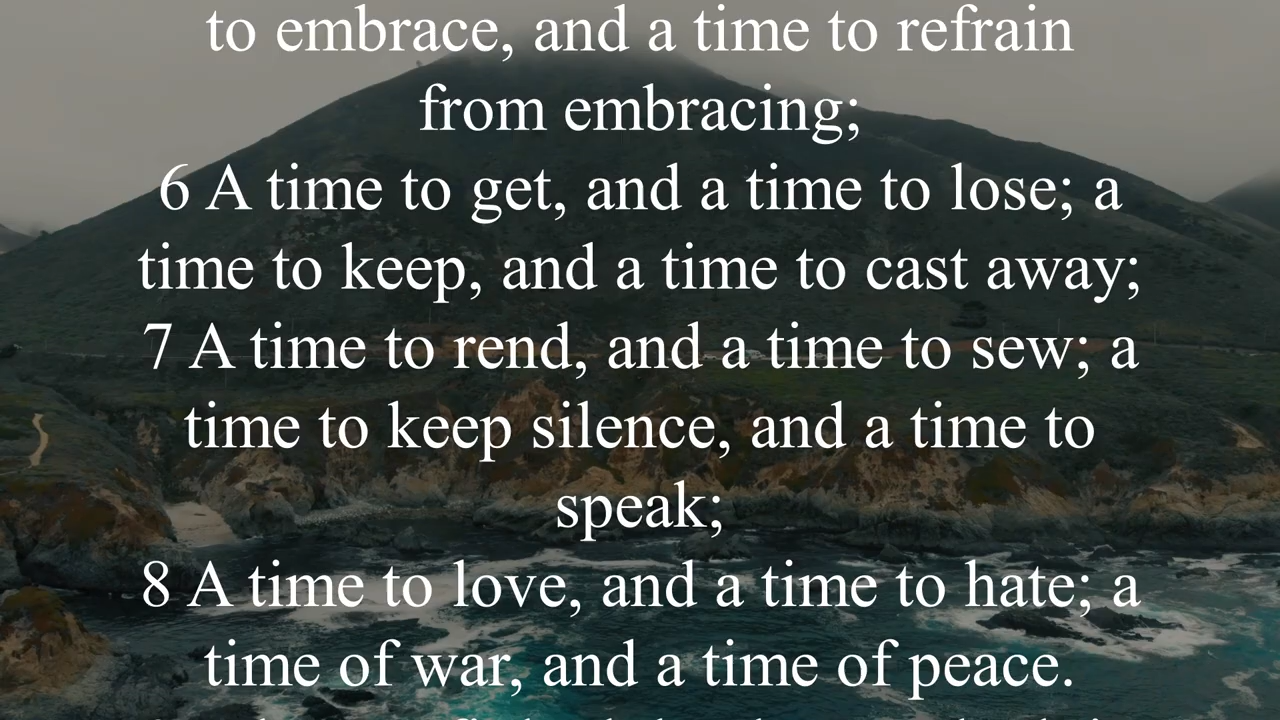 to embrace, and a time to refrain
from embracing;
6 A time to get, and a time to lose; a
time to keep, and a time to cast away;
7 A time to rend, and a time to sew; a
time to keep silence, and a time to
speak;
8 A time to love, and a time to hate; a
time of war, and a time of peace.